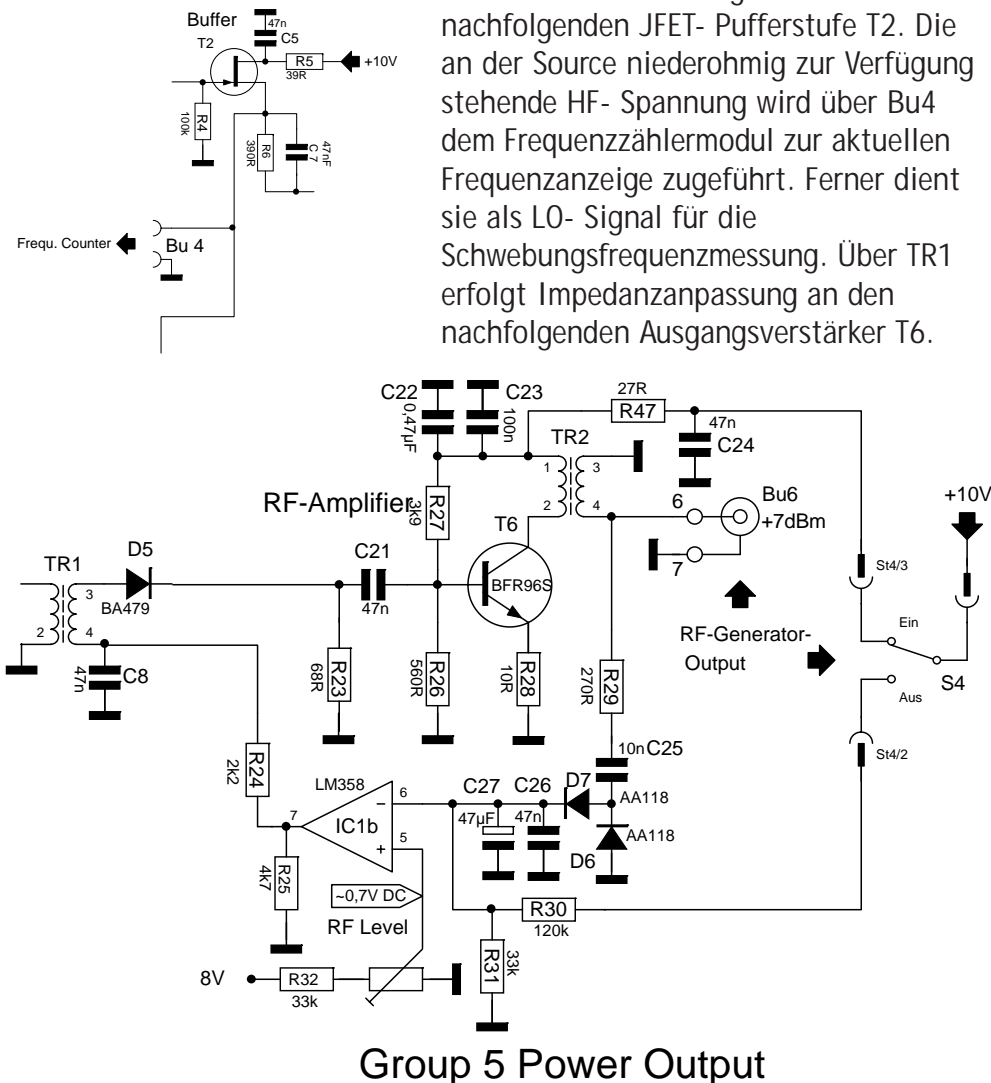 nachfolgenden JFET- Pufferstufe T2. Die
an der Source niederohmig zur Verfügung
stehende HF- Spannung wird über Bu4
dem Frequenzzählermodul zur aktuellen
Frequenzanzeige zugeführt. Ferner dient
sie als LO- Signal für die
Schwebungsfrequenzmessung. Über TR1
erfolgt Impedanzanpassung an den
nachfolgenden Ausgangsverstärker T6.
Buffer
47n
C5
T2
R5
39R
+10V
R4
100k
R6
390R
C 7
47nF
Frequ. Counter
Bu 4
C22
0,47µF
C23
100n
27R
R47
47n
C24
TR2
1
2
3
4
RF-Amplifier
R27
3k9
T6
BFR96S
6
7
Bu6
+7dBm
+10V
TR1
2
3
4
D5
BA479
C21
47n
St4/3
Ein
S4
Aus
St4/2
RF-Generator-
Output
47n
C8
R23
68R
R26
560R
R28
10R
R29
270R
R24
2k2
10n
C25
LM358
IC1b
7
6
5
−
+
C27
47µF
C26
47n
D7
AA118
AA118
D6
R25
4k7
~0,7V DC
RF Level
R30
120k
R31
33k
8V
R32
33k
Group 5 Power Output